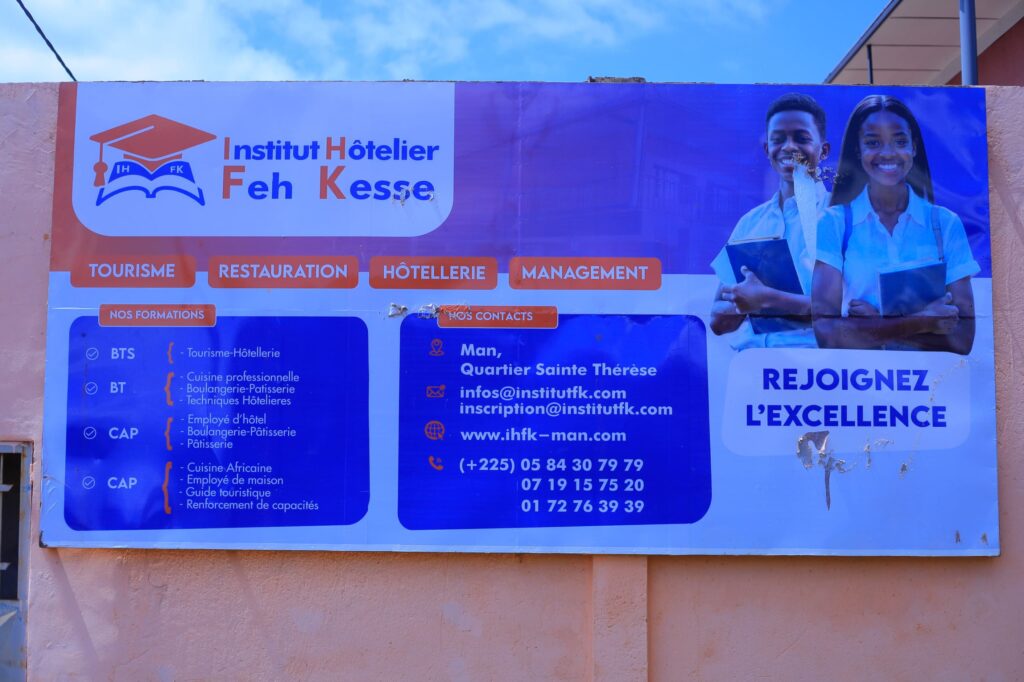 IH FK
Institut Hôtelier
Feh Kesse
TOURISME
RESTAURATION
HÔTELLERIE
MANAGEMENT
NOS FORMATIONS
BTS
- Tourisme-Hôtellerie
BT
- Cuisine professionnelle
- Boulangerie-Patisserie
- Techniques Hôtelieres
CAP
- Employé d'hôtel
- Boulangerie-Pâtisserie
- Pâtisserie
CAP
- Cuisine Africaine
- Employé de maison
- Guide touristique
- Renforcement de capacités
NOS CONTACTS
Man,
Quartier Sainte Thérèse
infos@institutfk.com
inscription@institutfk.com
www.ihfk-man.com
(+225) 05 84 30 79 79
07 19 15 75 20
01 72 76 39 39
REJOIGNEZ
L'EXCELLENCE